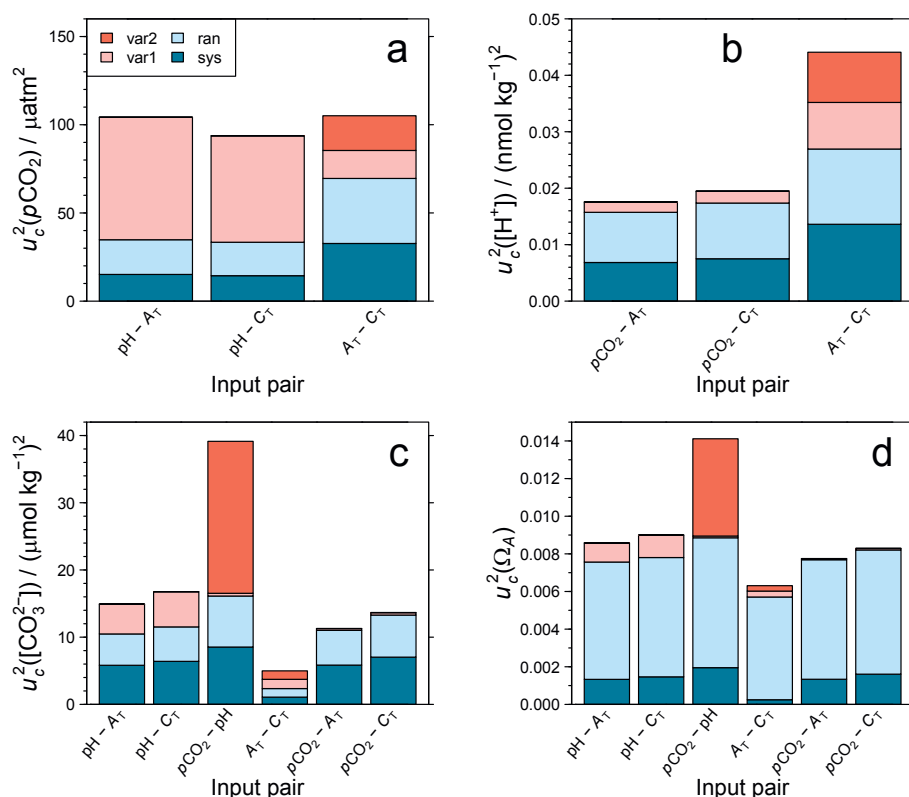 a
var2 ran
var1 sys
150
100
50
0
u_c²(pCO₂) / µatm²
pH − A_T
pH − C_T
A_T − C_T
Input pair
b
0.05
0.04
0.03
0.02
0.01
0.00
u_c²([H⁺]) / (nmol kg⁻¹)²
pCO₂ − A_T
pCO₂ − C_T
A_T − C_T
Input pair
c
40
30
20
10
0
u_c²([CO₃²⁻]) / (µmol kg⁻¹)²
pH − A_T
pH − C_T
pCO₂ − pH
A_T − C_T
pCO₂ − A_T
pCO₂ − C_T
Input pair
d
0.014
0.012
0.010
0.008
0.006
0.004
0.002
0.000
u_c²(Ω_A)
pH − A_T
pH − C_T
pCO₂ − pH
A_T − C_T
pCO₂ − A_T
pCO₂ − C_T
Input pair